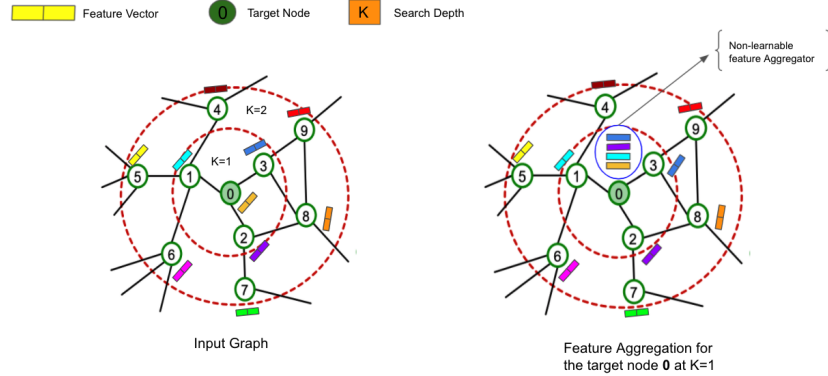 Feature Vector
0
Target Node
K
Search Depth
Non-learnable
feature Aggregator
4
K=2
9
K=1
3
5
1
0
8
2
6
7
4
9
3
5
1
0
8
2
6
7
Input Graph
Feature Aggregation for
the target node 0 at K=1